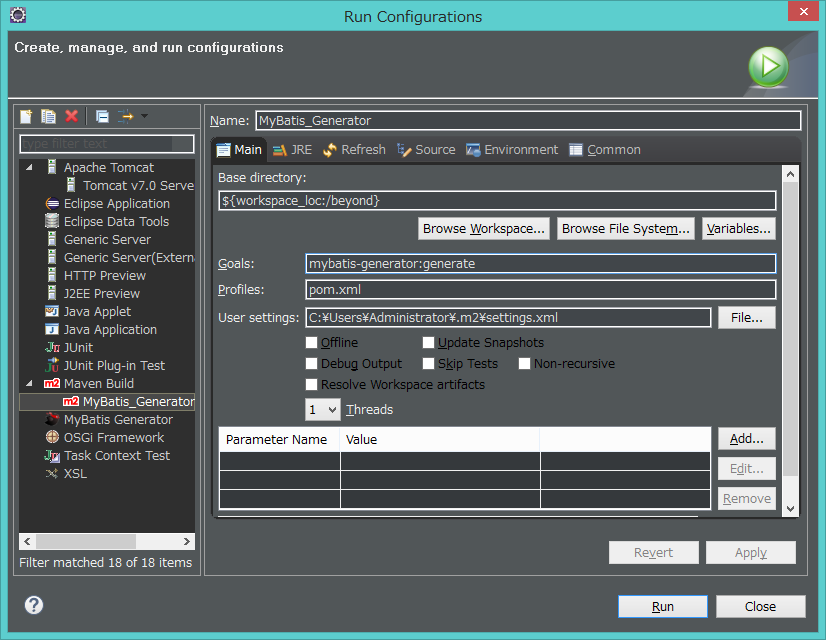 Run Configurations
Create, manage, and run configurations
type filter text
Apache Tomcat
Tomcat v7.0 Serve
Eclipse Application
Eclipse Data Tools
Generic Server
Generic Server(Extern
HTTP Preview
J2EE Preview
Java Applet
Java Application
JUnit
JUnit Plug-in Test
Maven Build
MyBatis_Generator
MyBatis Generator
OSGi Framework
Task Context Test
XSL
Filter matched 18 of 18 items
Name: MyBatis_Generator
Main JRE Refresh Source Environment Common
Base directory:
${workspace_loc:/beyond}
Browse Workspace... Browse File System... Variables...
Goals: mybatis-generator:generate
Profiles: pom.xml
User settings: C:¥Users¥Administrator¥.m2¥settings.xml File...
Offline Update Snapshots
Debug Output Skip Tests Non-recursive
Resolve Workspace artifacts
1 Threads
Parameter Name Value Add...
Edit...
Remove
Revert Apply
Run Close